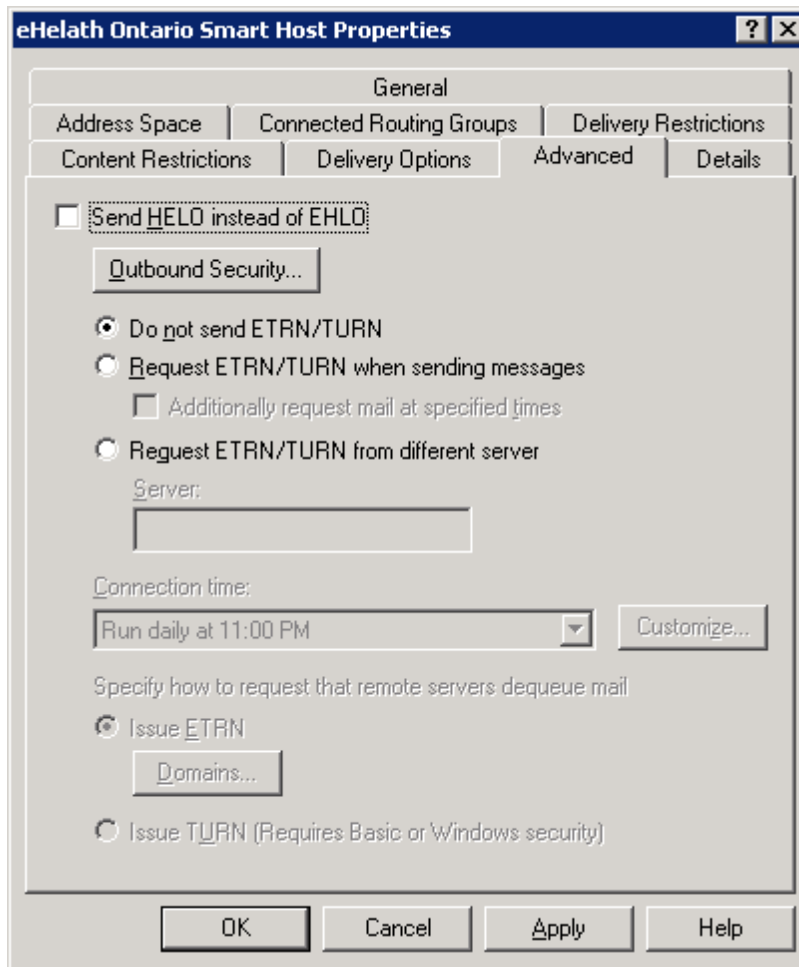 eHelath Ontario Smart Host Properties
General
Address Space Connected Routing Groups Delivery Restrictions
Content Restrictions Delivery Options Advanced Details
Send HELO instead of EHLO
Outbound Security...
Do not send ETRN/TURN
Request ETRN/TURN when sending messages
Additionally request mail at specified times
Request ETRN/TURN from different server
Server:
Connection time:
Run daily at 11:00 PM Customize...
Specify how to request that remote servers dequeue mail
Issue ETRN
Domains...
Issue TURN (Requires Basic or Windows security)
OK Cancel Apply Help